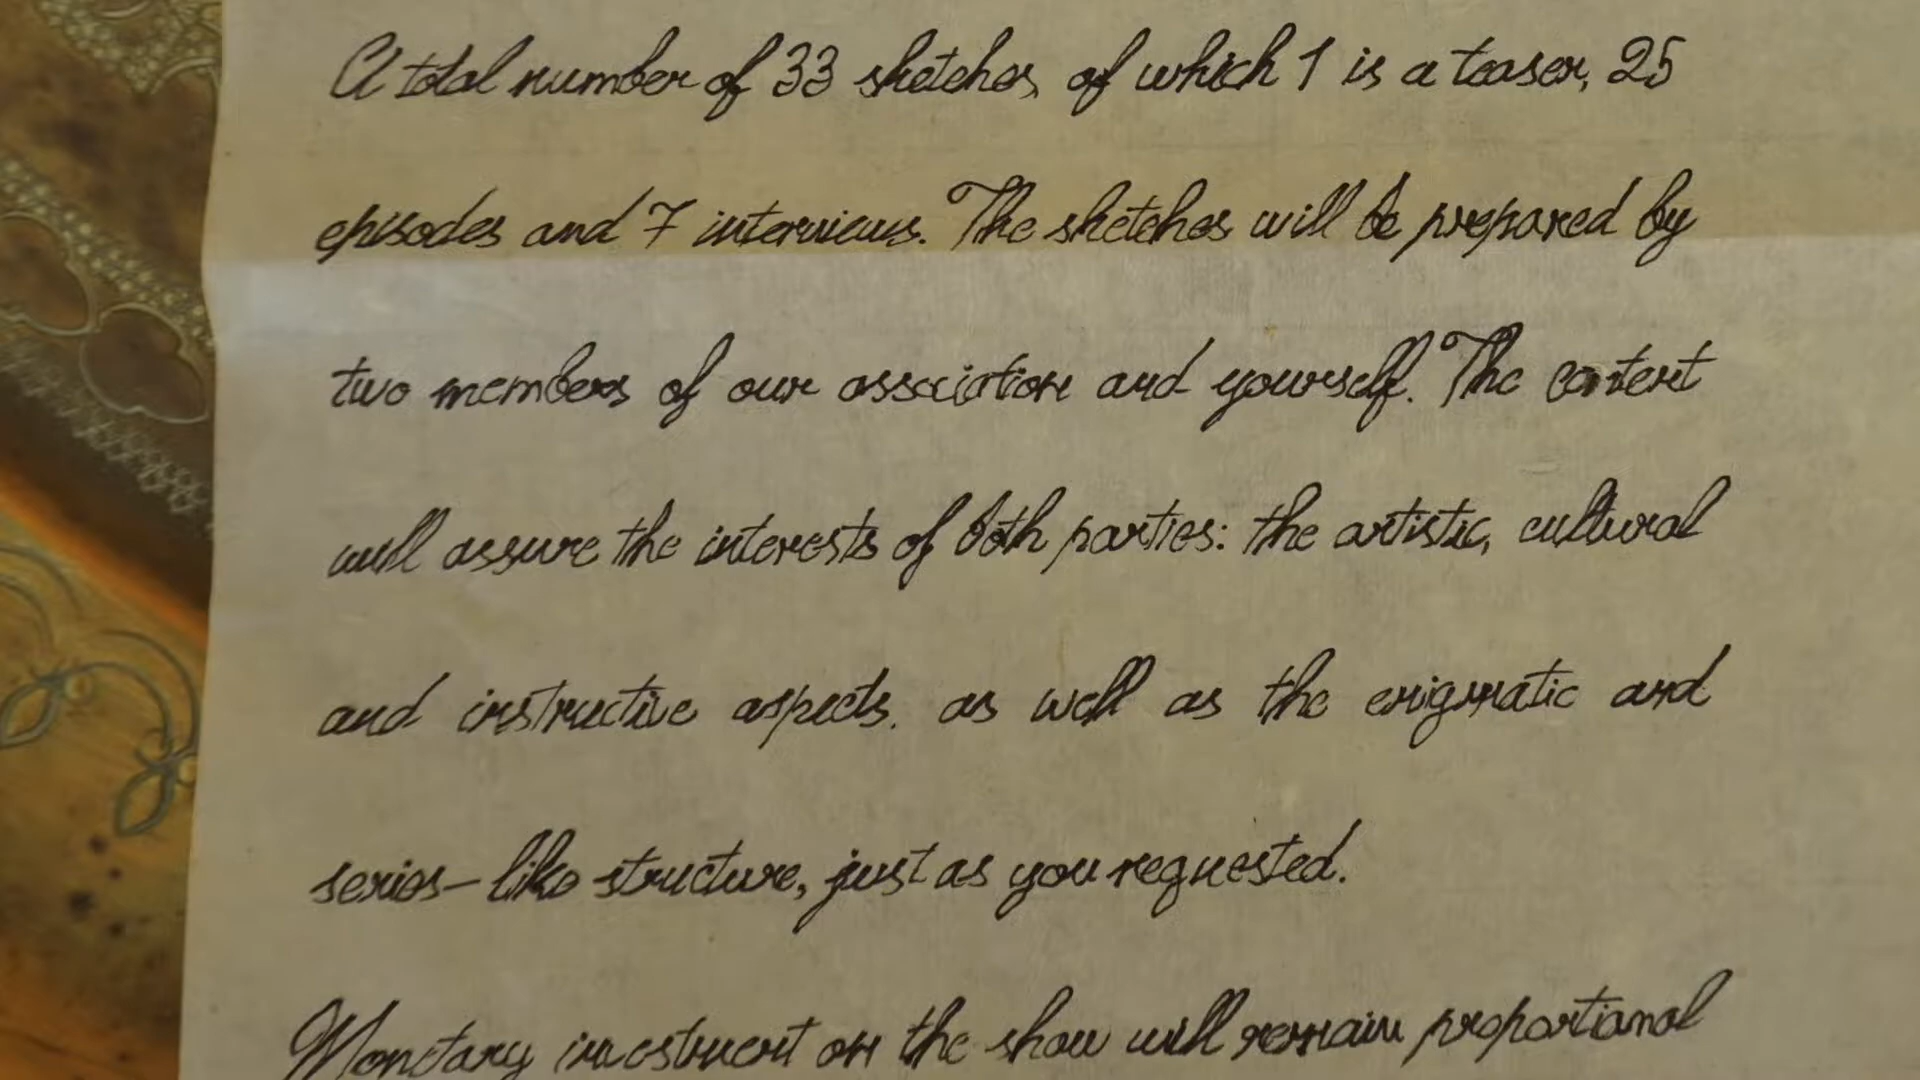 A total number of 33 sketches, of which 1 is a teaser, 25
episodes and 7 interviews. The sketches will be prepared by
two members of our association and yourself. The content
will assure the interests of both parties: the artistic, cultural
and instructive aspects, as well as the enigmatic and
series-like structure, just as you requested.
Monetary investment on the show will remain proportional